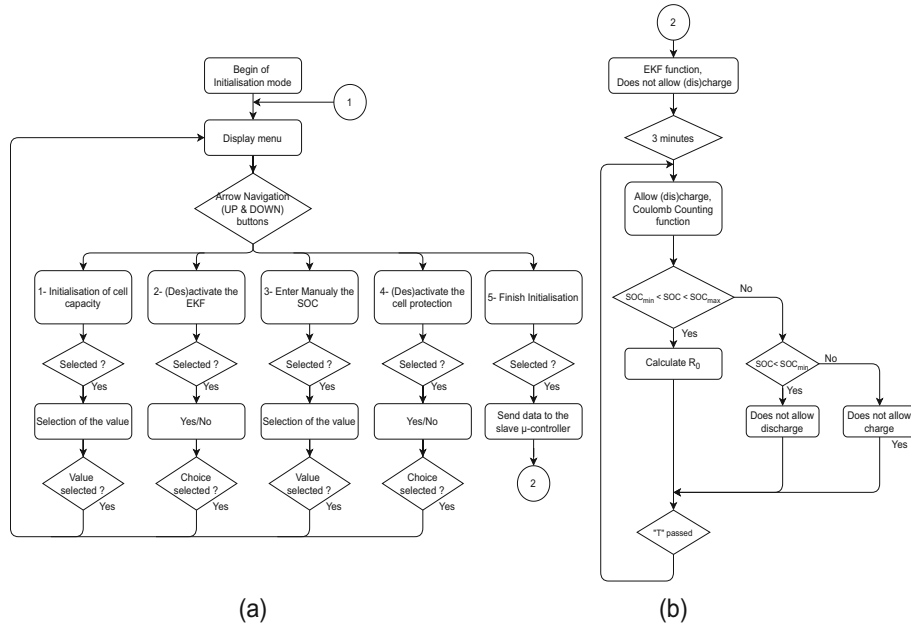 Begin of
Initialisation mode
1
Display menu
Arrow Navigation
(UP & DOWN)
buttons
1- Initialisation of cell
capacity
2- (Des)activate the
EKF
3- Enter Manualy the
SOC
4- (Des)activate the
cell protection
5- Finish Initialisation
Selected ?
Yes
Selected ?
Yes
Selected ?
Yes
Selected ?
Yes
Selected ?
Yes
Selection of the value
Yes/No
Selection of the value
Yes/No
Send data to the
slave μ-controller
Value
selected ?
Yes
Choice
selected ?
Yes
Value
selected ?
Yes
Choice
selected ?
Yes
2
(a)
2
EKF function,
Does not allow (dis)charge
3 minutes
Allow (dis)charge,
Coulomb Counting
function
SOCmin < SOC < SOCmax
No
Yes
Calculate R0
SOC< SOCmin
No
Yes
Does not allow
discharge
Does not allow
charge
Yes
"T" passed
(b)